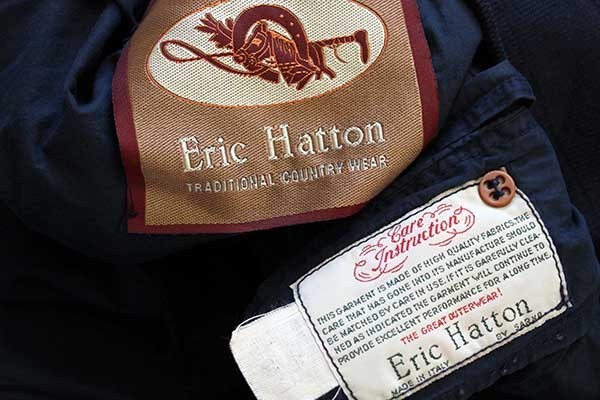 Eric Hatton
TRADITIONAL COUNTRY WEAR
Care
Instruction
THIS GARMENT IS MADE OF HIGH QUALITY FABRICS.THE
CARE THAT HAS GONE INTO ITS MANUFACTURE SHOULD
BE MATCHED BY CARE IN USE.IF IT IS CAREFULLY CLEA-
NED AS INDICATED THE GARMENT WILL CONTINUE TO
PROVIDE EXCELLENT PERFORMANCE FOR A LONG TIME.
THE GREAT OUTERWEAR!
Eric Hatton
MADE IN ITALY BY SARMO